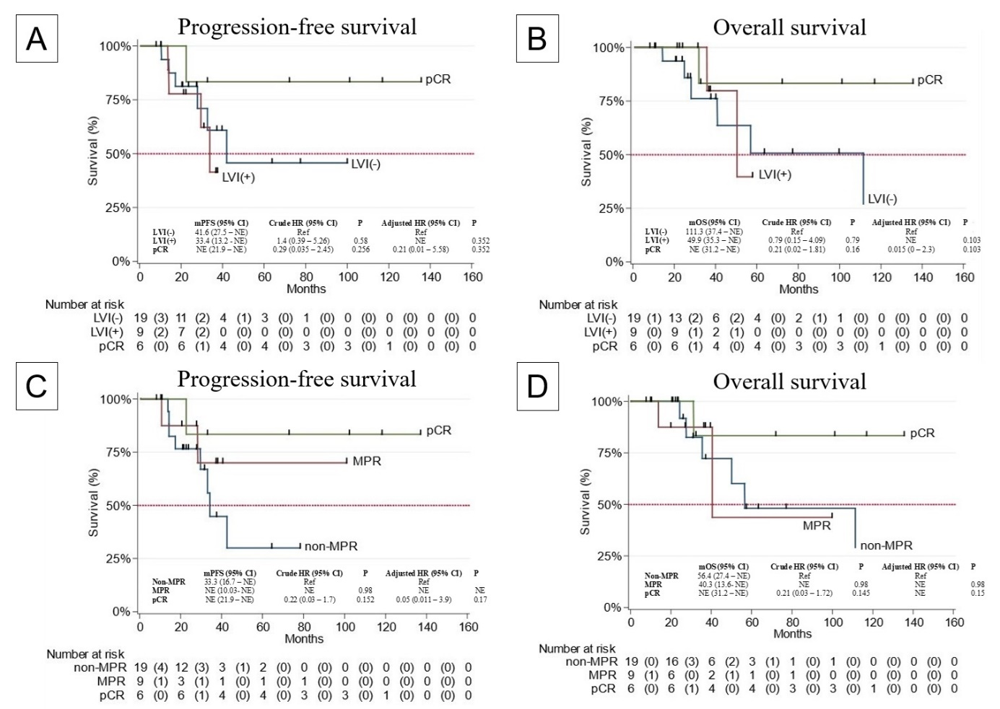 A
Progression-free survival
100%
75%
50%
25%
0%
Survival (%)
pCR
LVI(-)
LVI(+)
mPFS (95% CI) Crude HR (95% CI) P Adjusted HR (95% CI) P
LVI(-) 41.6 (27.5 – NE) Ref Ref
LVI(+) 33.4 (13.2 - NE) 1.4 (0.39 – 5.26) 0.58 NE 0.352
pCR NE (21.9 – NE) 0.29 (0.035 – 2.45) 0.256 0.21 (0.01 – 5.58) 0.352
0 20 40 60 80 100 120 140 160
Months
Number at risk
LVI(-) 19 (3) 11 (2) 4 (1) 3 (0) 1 (0) 0 (0) 0 (0) 0 (0) 0
LVI(+) 9 (2) 7 (2) 0 (0) 0 (0) 0 (0) 0 (0) 0 (0) 0 (0) 0
pCR 6 (0) 6 (1) 4 (0) 4 (0) 3 (0) 3 (0) 1 (0) 0 (0) 0
B
Overall survival
100%
75%
50%
25%
0%
Survival (%)
pCR
LVI(+)
LVI(-)
mOS (95% CI) Crude HR (95% CI) P Adjusted HR (95% CI) P
LVI(-) 111.3 (37.4 – NE) Ref Ref
LVI(+) 49.9 (35.3 – NE) 0.79 (0.15 – 4.09) 0.79 NE 0.103
pCR NE (31.2 – NE) 0.21 (0.02 – 1.81) 0.16 0.015 (0 – 2.3) 0.103
0 20 40 60 80 100 120 140 160
Months
Number at risk
LVI(-) 19 (1) 13 (2) 6 (2) 4 (0) 2 (1) 1 (0) 0 (0) 0 (0) 0
LVI(+) 9 (0) 9 (1) 2 (1) 0 (0) 0 (0) 0 (0) 0 (0) 0 (0) 0
pCR 6 (0) 6 (1) 4 (0) 4 (0) 3 (0) 3 (0) 1 (0) 0 (0) 0
C
Progression-free survival
100%
75%
50%
25%
0%
Survival (%)
pCR
MPR
non-MPR
mPFS (95% CI) Crude HR (95% CI) P Adjusted HR (95% CI) P
Non-MPR 33.3 (16.7 – NE) Ref Ref
MPR NE (10.03- NE) NE 0.98 NE NE
pCR NE (21.9 – NE) 0.22 (0.03 – 1.7) 0.152 0.05 (0.011 – 3.9) 0.17
0 20 40 60 80 100 120 140 160
Months
Number at risk
non-MPR 19 (4) 12 (3) 3 (1) 2 (0) 0 (0) 0 (0) 0 (0) 0 (0) 0
MPR 9 (1) 3 (1) 1 (0) 1 (0) 1 (0) 0 (0) 0 (0) 0 (0) 0
pCR 6 (0) 6 (1) 4 (0) 4 (0) 3 (0) 3 (0) 1 (0) 0 (0) 0
D
Overall survival
100%
75%
50%
25%
0%
Survival (%)
pCR
MPR
non-MPR
mOS (95% CI) Crude HR (95% CI) P Adjusted HR (95% CI) P
Non-MPR 56.4 (27.4 – NE) Ref Ref
MPR 40.3 (13.6- NE) NE 0.98 NE 0.98
pCR NE (31.2 – NE) 0.21 (0.03 – 1.72) 0.145 NE 0.15
0 20 40 60 80 100 120 140 160
Months
Number at risk
non-MPR 19 (0) 16 (3) 6 (2) 3 (1) 1 (0) 1 (0) 0 (0) 0 (0) 0
MPR 9 (1) 6 (0) 2 (1) 1 (0) 1 (0) 0 (0) 0 (0) 0 (0) 0
pCR 6 (0) 6 (1) 4 (0) 4 (0) 3 (0) 3 (0) 1 (0) 0 (0) 0